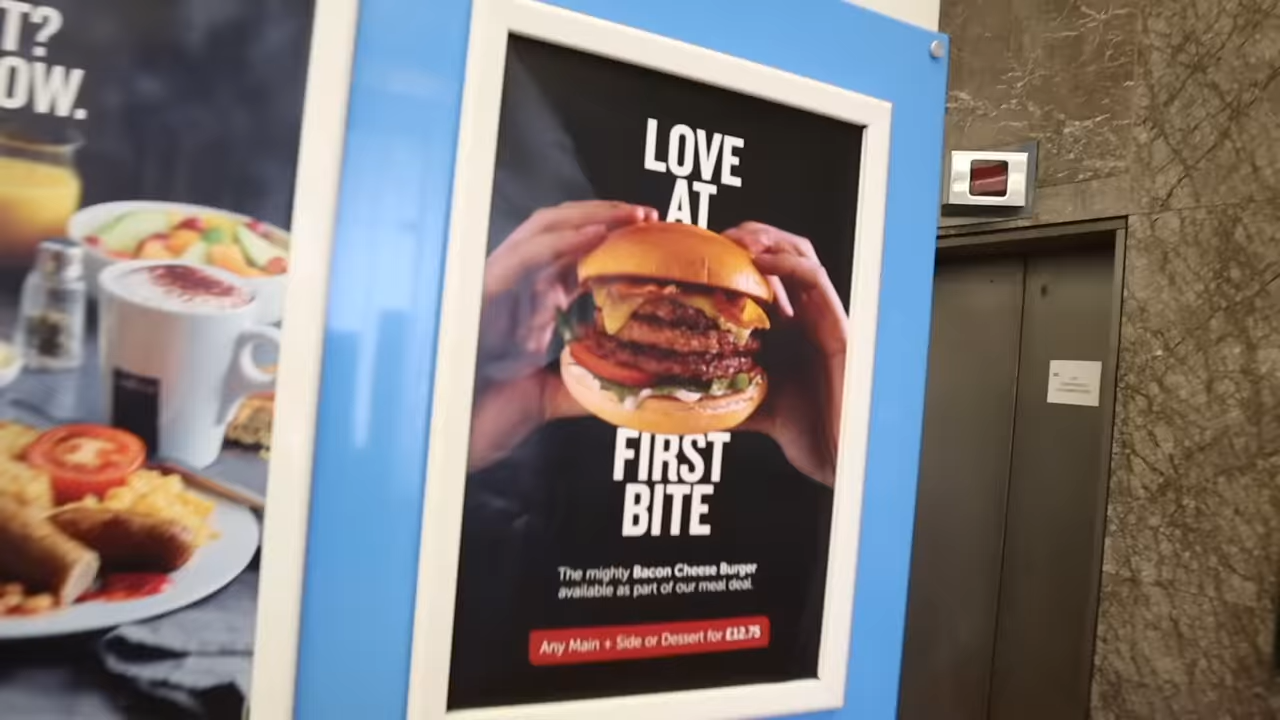 T?
OW.
LOVE
AT
FIRST
BITE
The mighty Bacon Cheese Burger
available as part of our meal deal.
Any Main + Side or Dessert for £12.75